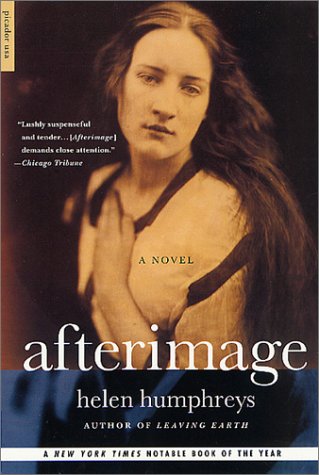 picador usa
"Lushly suspenseful
and tender...[Afterimage]
demands close attention."
—Chicago Tribune
A NOVEL
afterimage
helen humphreys
AUTHOR OF LEAVING EARTH
A NEW YORK TIMES NOTABLE BOOK OF THE YEAR